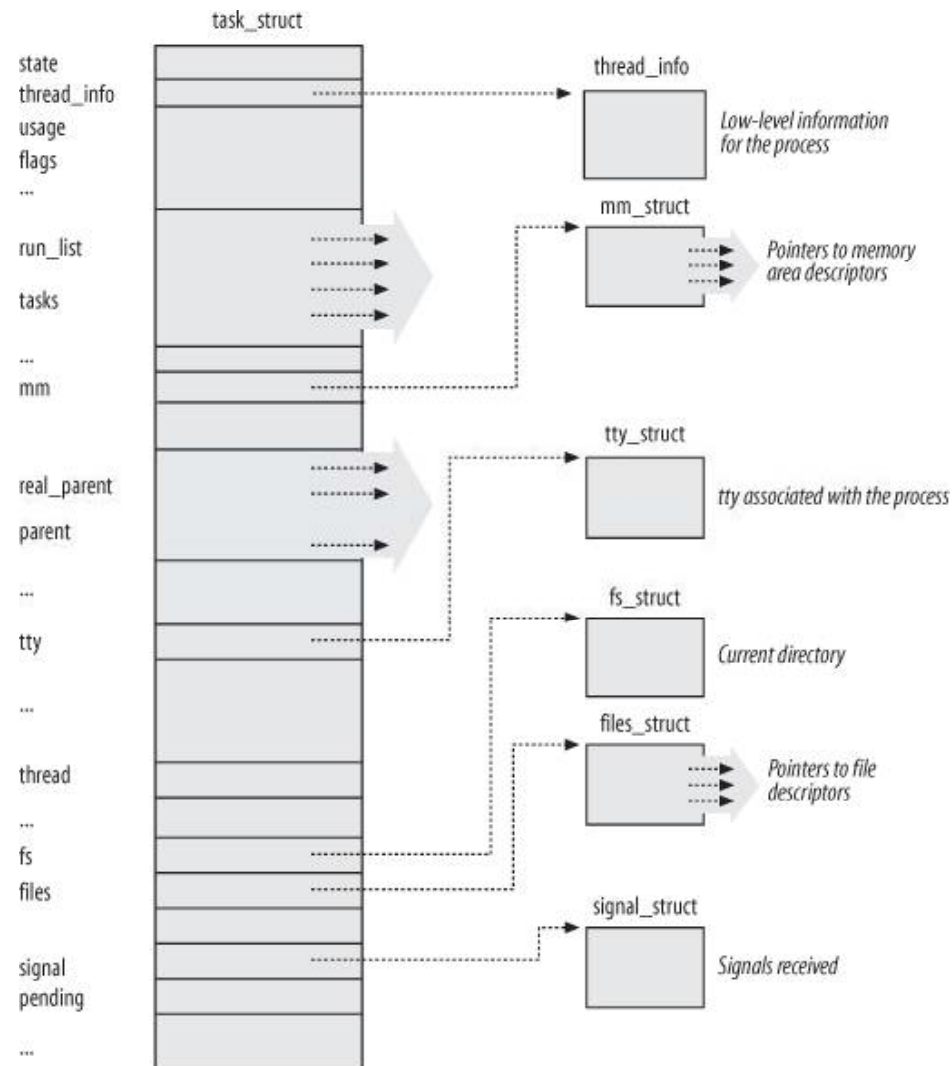 task_struct
state
thread_info
usage
flags
...
run_list
tasks
...
mm
real_parent
parent
...
tty
...
thread
...
fs
files
signal
pending
...
thread_info
Low-level information
for the process
mm_struct
Pointers to memory
area descriptors
tty_struct
tty associated with the process
fs_struct
Current directory
files_struct
Pointers to file
descriptors
signal_struct
Signals received